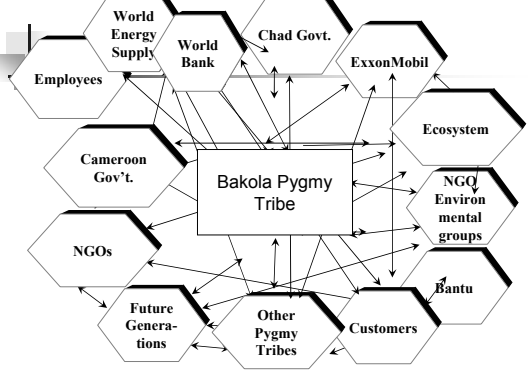 World
Energy
Supply
World
Bank
Chad Govt.
ExxonMobil
Employees
Ecosystem
Cameroon
Gov't.
Bakola Pygmy
Tribe
NGO
Environ
mental
groups
NGOs
Bantu
Future
Genera-
tions
Other
Pygmy
Tribes
Customers